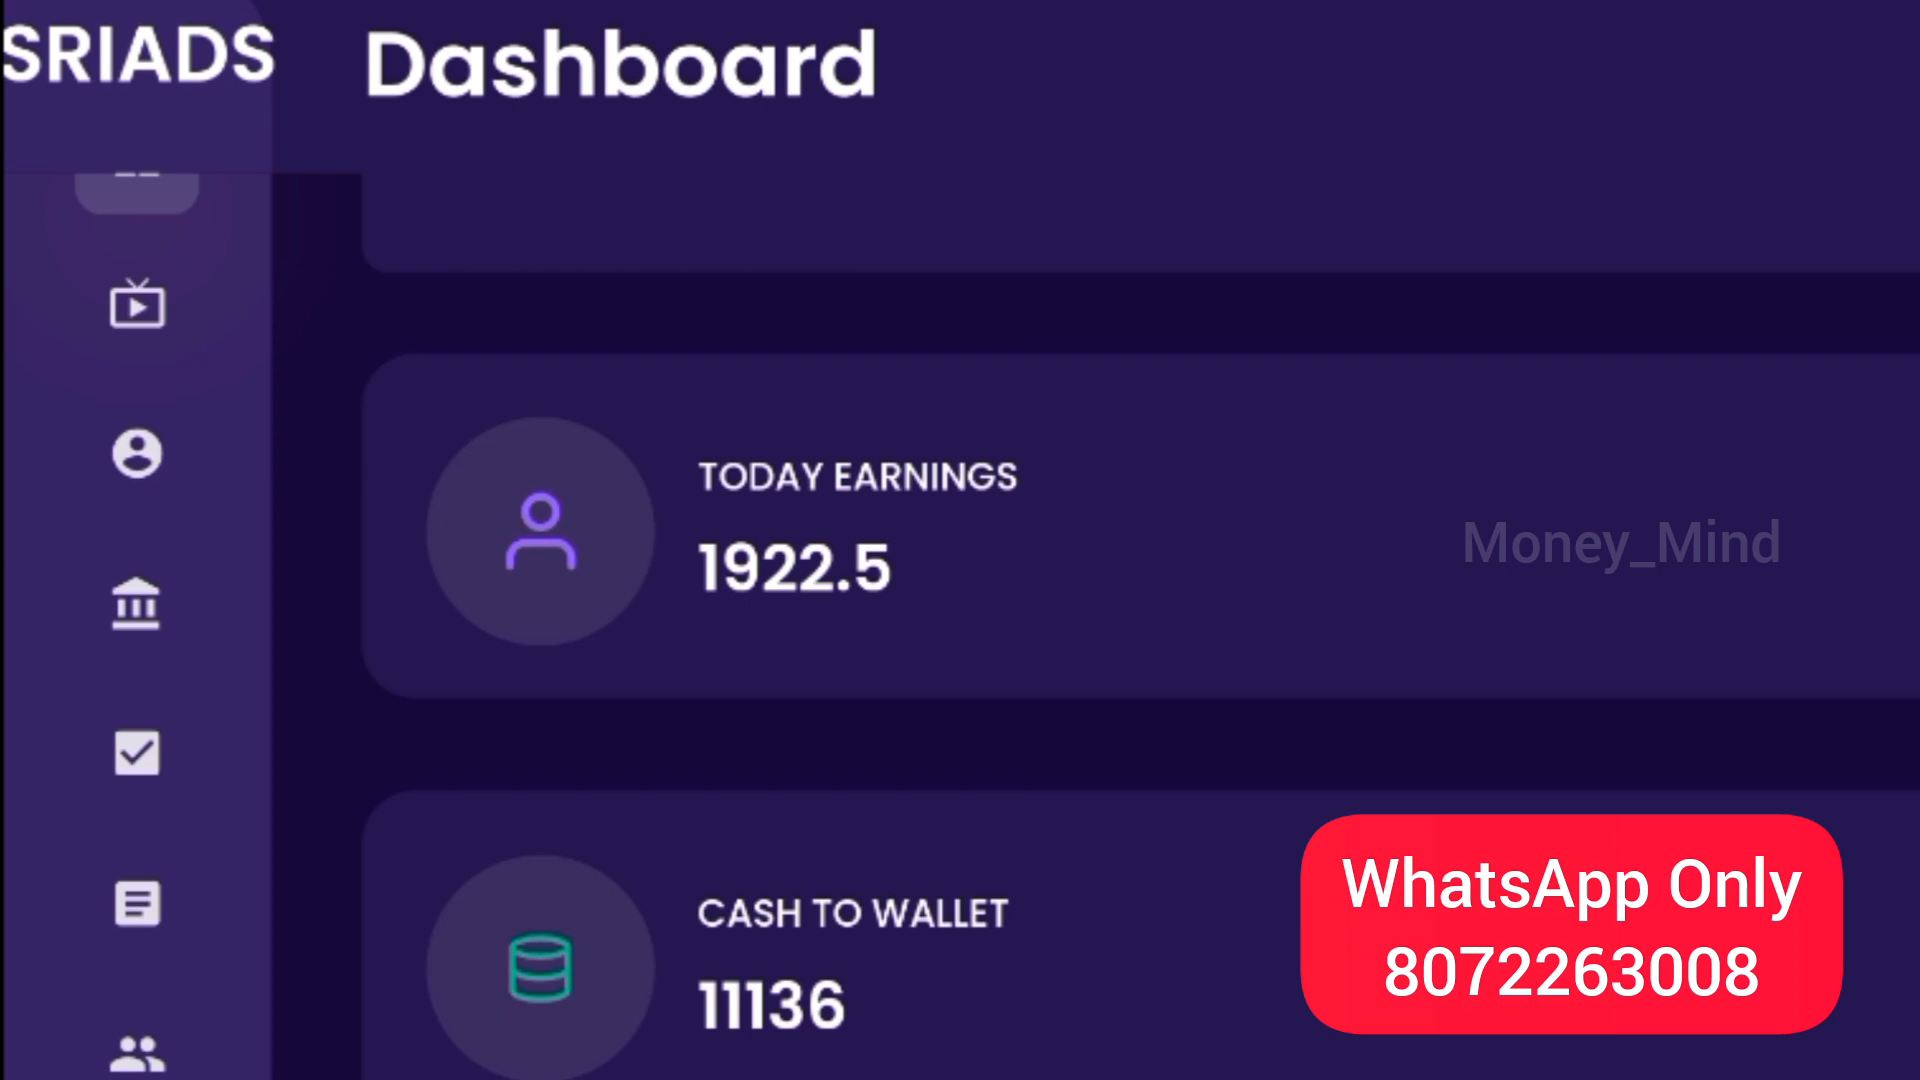 SRIADS
Dashboard
TODAY EARNINGS
1922.5
Money_Mind
CASH TO WALLET
11136
WhatsApp Only
8072263008